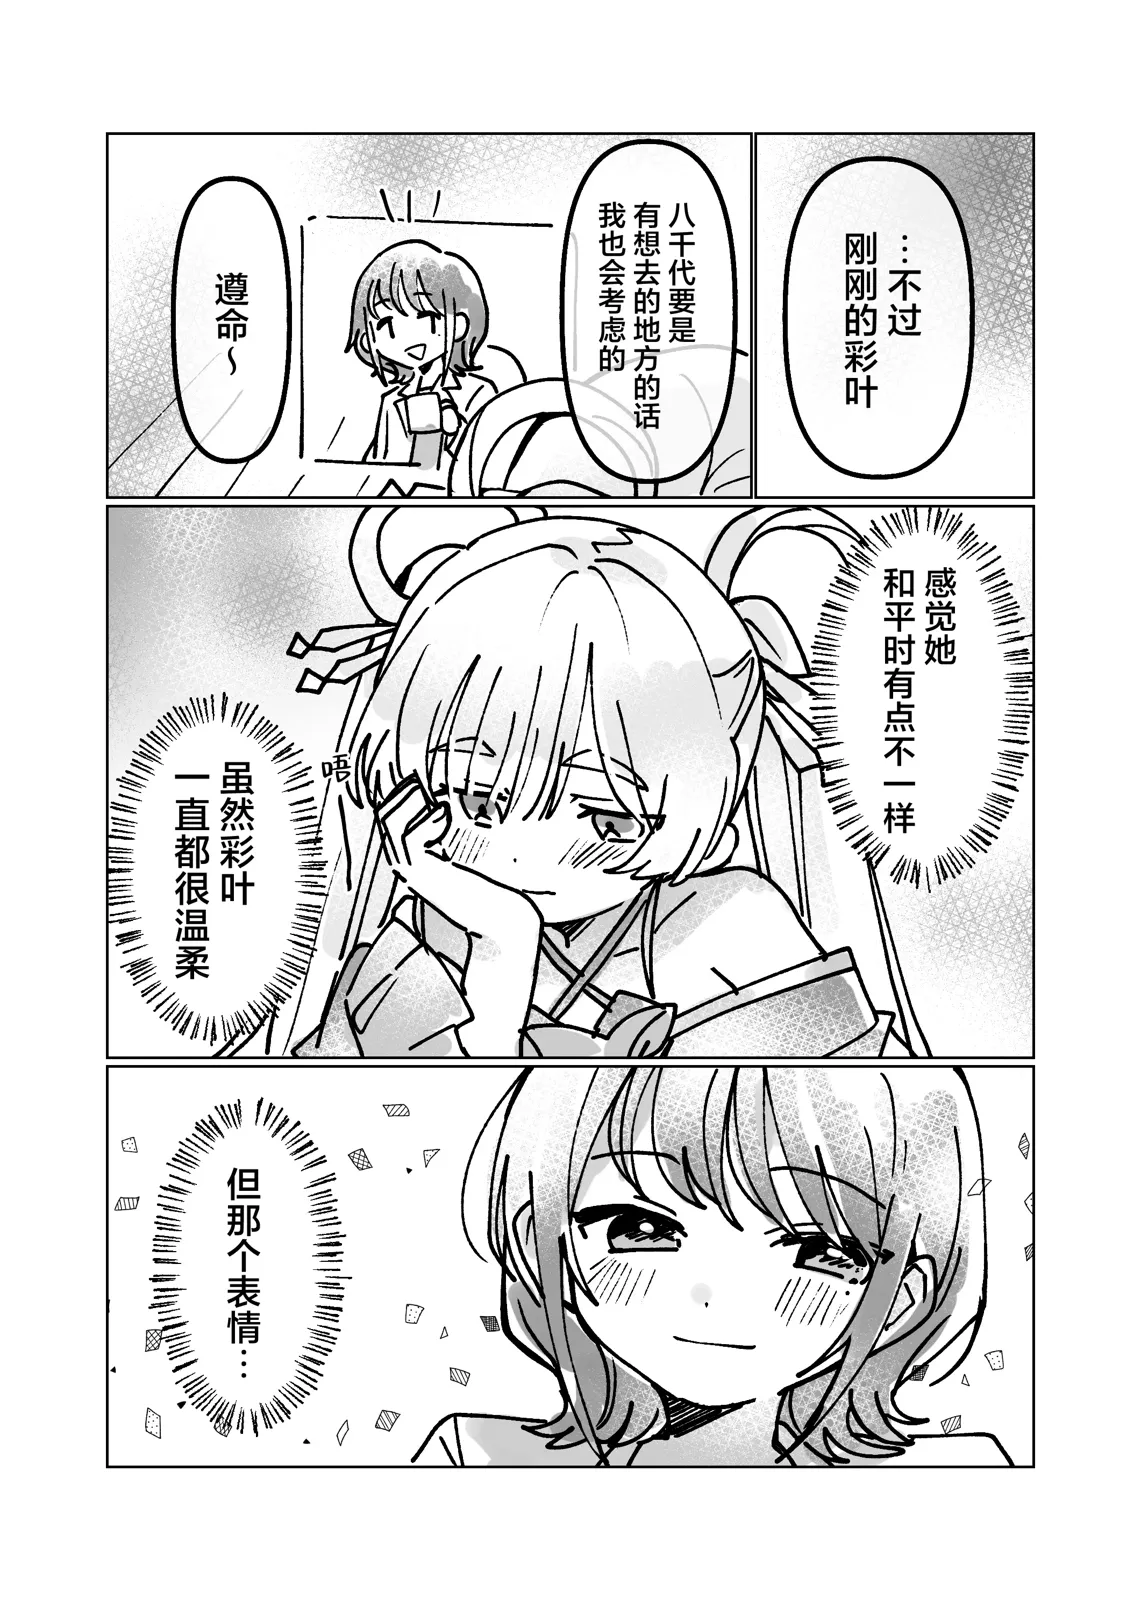 …不过
刚刚的彩叶
八千代要是
有想去的地方的话
我也会考虑的
遵命～
感觉她
和平时有点不一样
唔
虽然彩叶
一直都很温柔
但那个表情…